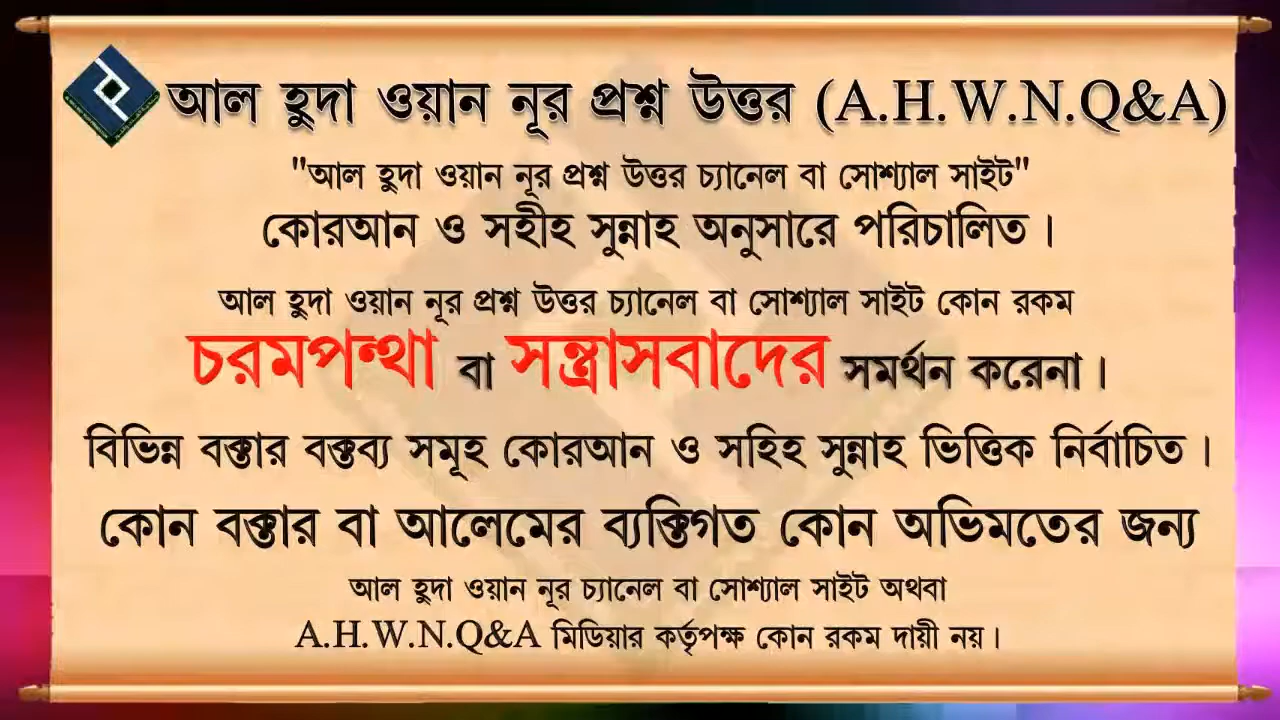 আল হুদা ওয়ান নূর প্রশ্ন উত্তর (A.H.W.N.Q&A)
"আল হুদা ওয়ান নূর প্রশ্ন উত্তর চ্যানেল বা সোশ্যাল সাইট"
কোরআন ও সহীহ সুন্নাহ অনুসারে পরিচালিত।
আল হুদা ওয়ান নূর প্রশ্ন উত্তর চ্যানেল বা সোশ্যাল সাইট কোন রকম
চরমপন্থা বা সন্ত্রাসবাদের সমর্থন করেনা।
বিভিন্ন বক্তার বক্তব্য সমূহ কোরআন ও সহিহ সুন্নাহ ভিত্তিক নির্বাচিত।
কোন বক্তার বা আলেমের ব্যক্তিগত কোন অভিমতের জন্য
আল হুদা ওয়ান নূর চ্যানেল বা সোশ্যাল সাইট অথবা
A.H.W.N.Q&A মিডিয়ার কর্তৃপক্ষ কোন রকম দায়ী নয়।